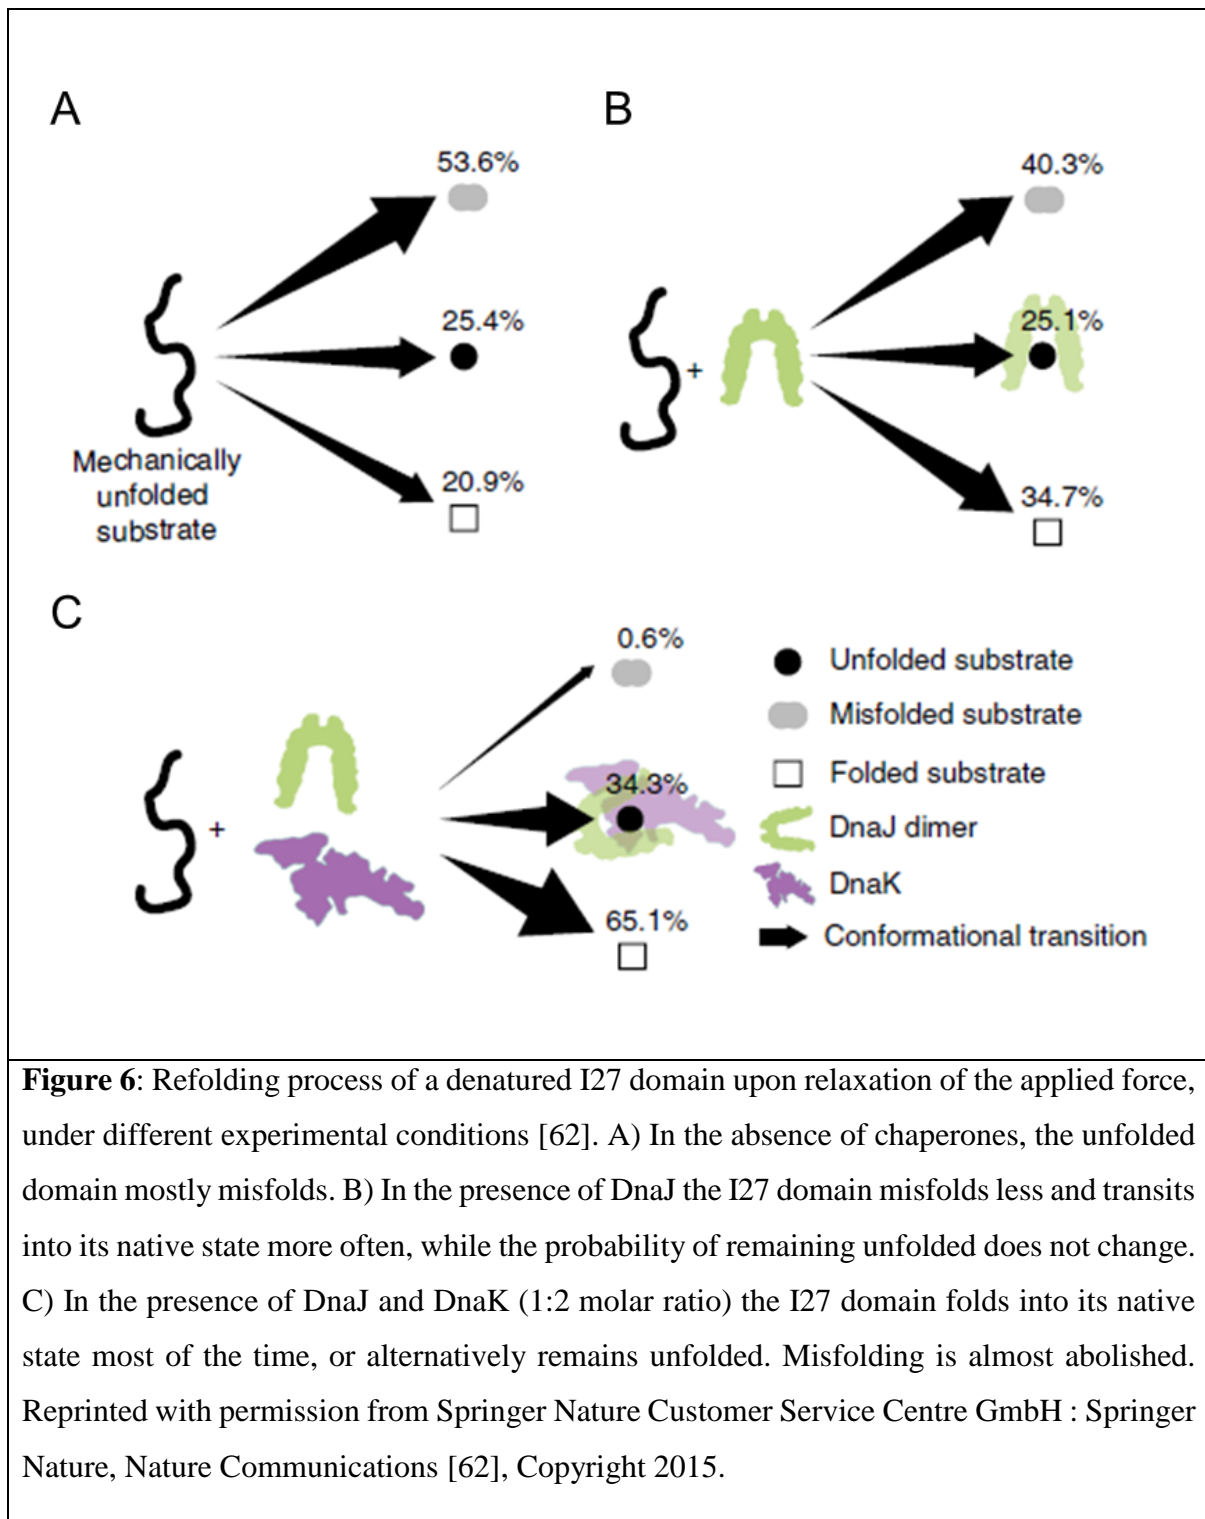 A
53.6%
25.4%
20.9%
Mechanically
unfolded
substrate
B
40.3%
25.1%
+
34.7%
C
0.6%
34.3%
+
65.1%
Unfolded substrate
Misfolded substrate
Folded substrate
DnaJ dimer
DnaK
Conformational transition
Figure 6: Refolding process of a denatured I27 domain upon relaxation of the applied force,
under different experimental conditions [62]. A) In the absence of chaperones, the unfolded
domain mostly misfolds. B) In the presence of DnaJ the I27 domain misfolds less and transits
into its native state more often, while the probability of remaining unfolded does not change.
C) In the presence of DnaJ and DnaK (1:2 molar ratio) the I27 domain folds into its native
state most of the time, or alternatively remains unfolded. Misfolding is almost abolished.
Reprinted with permission from Springer Nature Customer Service Centre GmbH : Springer
Nature, Nature Communications [62], Copyright 2015.